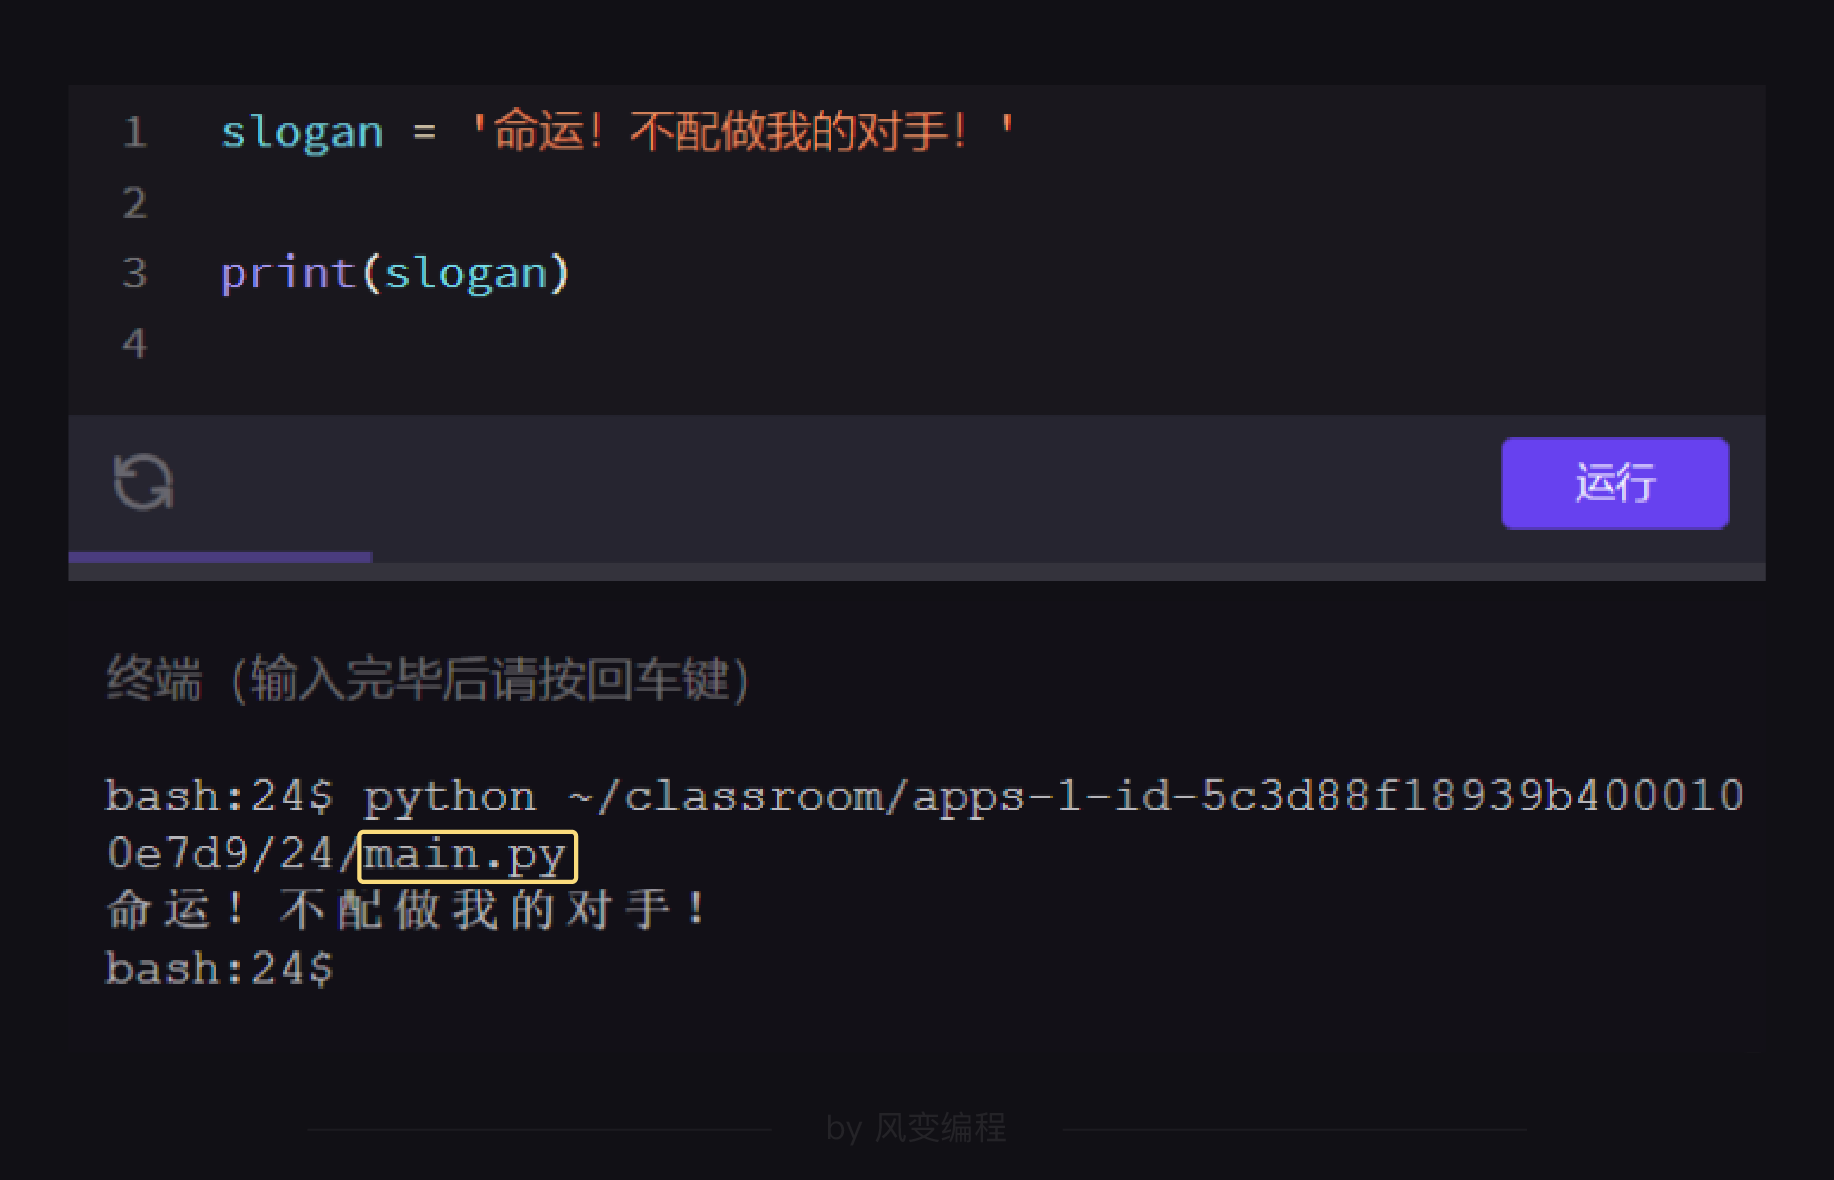 1 slogan = '命运！不配做我的对手！'
2
3 print(slogan)
4
运行
终端（输入完毕后请按回车键）
bash:24$ python ~/classroom/apps-1-id-5c3d88f18939b400010
0e7d9/24/main.py
命运！不配做我的对手！
bash:24$
by 风变编程